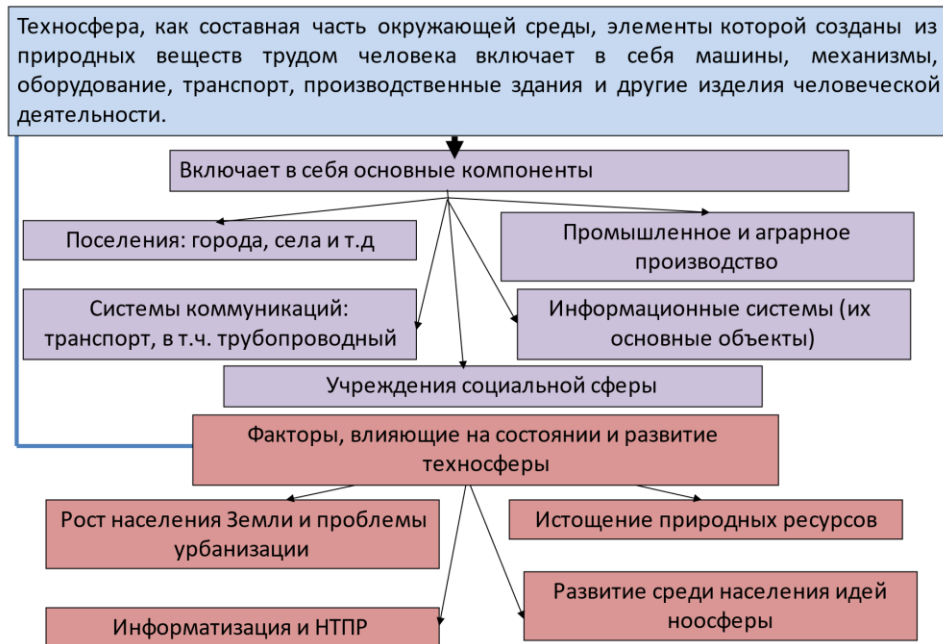 Техносфера, как составная часть окружающей среды, элементы которой созданы из
природных веществ трудом человека включает в себя машины, механизмы,
оборудование, транспорт, производственные здания и другие изделия человеческой
деятельности.
Включает в себя основные компоненты
Поселения: города, села и т.д
Промышленное и аграрное
производство
Системы коммуникаций:
транспорт, в т.ч. трубопроводный
Информационные системы (их
основные объекты)
Учреждения социальной сферы
Факторы, влияющие на состоянии и развитие
техносферы
Рост населения Земли и проблемы
урбанизации
Истощение природных ресурсов
Информатизация и НТПР
Развитие среди населения идей
ноосферы